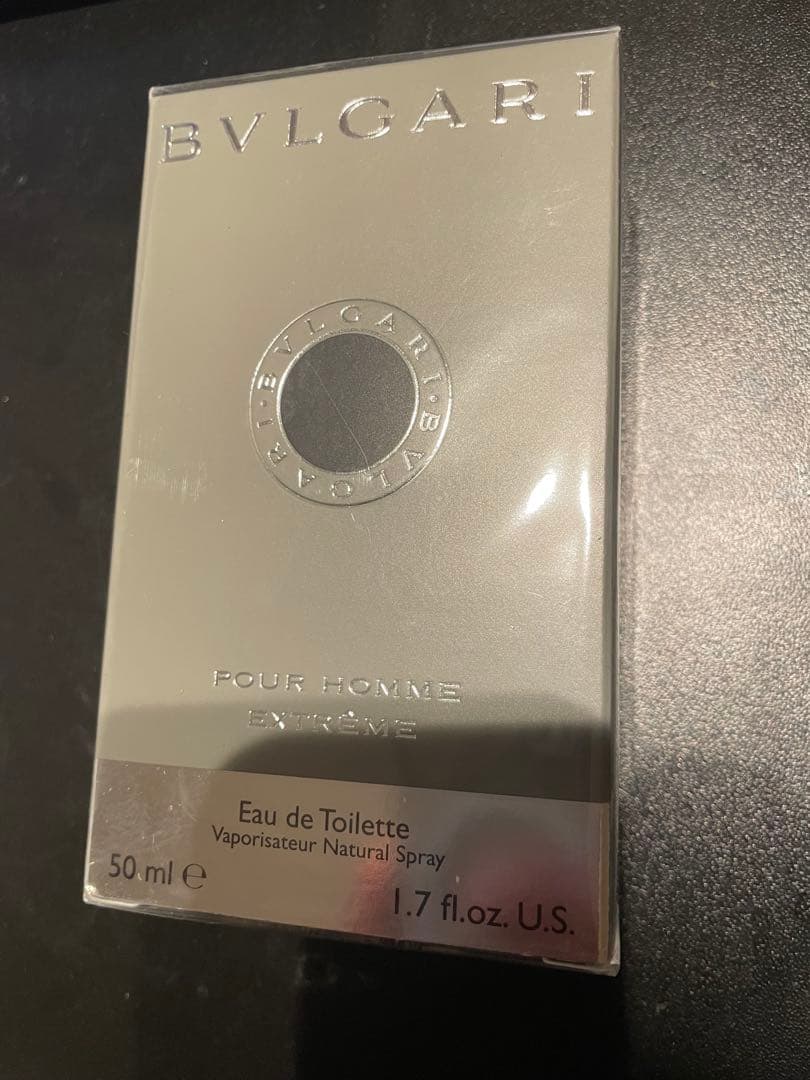 BVLGARI
BVLGARI · BVLGARI ·
POUR HOMME
EXTRÊME
Eau de Toilette
Vaporisateur Natural Spray
50 ml ℮
1.7 fl.oz. U.S.